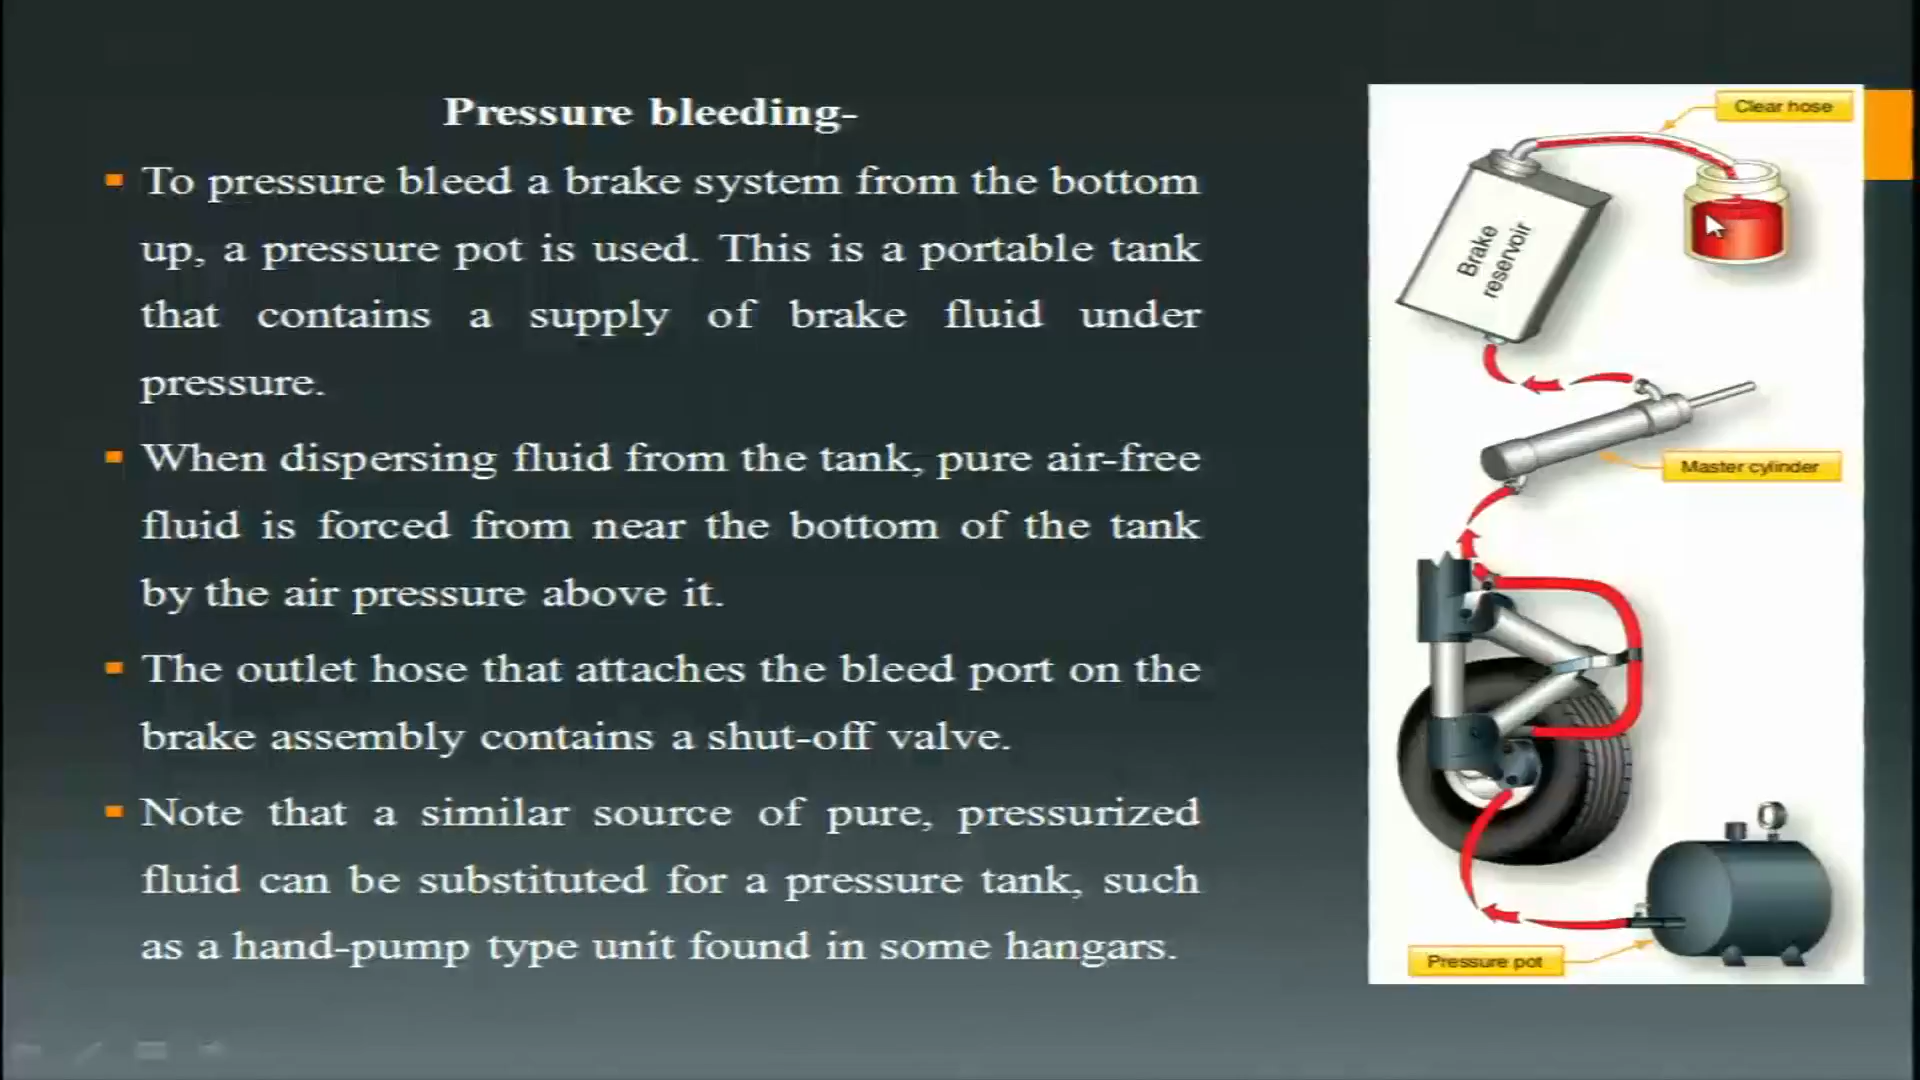 Pressure bleeding-
To pressure bleed a brake system from the bottom
up, a pressure pot is used. This is a portable tank
that contains a supply of brake fluid under
pressure.
When dispersing fluid from the tank, pure air-free
fluid is forced from near the bottom of the tank
by the air pressure above it.
The outlet hose that attaches the bleed port on the
brake assembly contains a shut-off valve.
Note that a similar source of pure, pressurized
fluid can be substituted for a pressure tank, such
as a hand-pump type unit found in some hangars.
Clear hose
Brake
reservoir
Master cylinder
Pressure pot